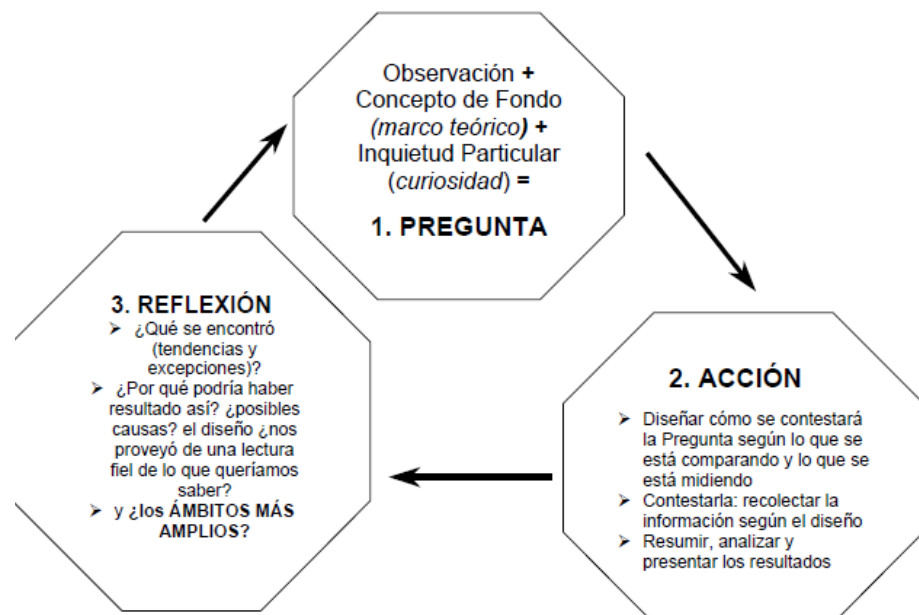 Observación +
Concepto de Fondo
(marco teórico) +
Inquietud Particular
(curiosidad) =
1. PREGUNTA
2. ACCIÓN
➤ Diseñar cómo se contestará
la Pregunta según lo que se
está comparando y lo que se
está midiendo
➤ Contestarla: recolectar la
información según el diseño
➤ Resumir, analizar y
presentar los resultados
3. REFLEXIÓN
➤ ¿Qué se encontró
(tendencias y
excepciones)?
➤ ¿Por qué podría haber
resultado así? ¿posibles
causas? el diseño ¿nos
proveyó de una lectura
fiel de lo que queríamos
saber?
➤ y ¿los ÁMBITOS MÁS
AMPLIOS?